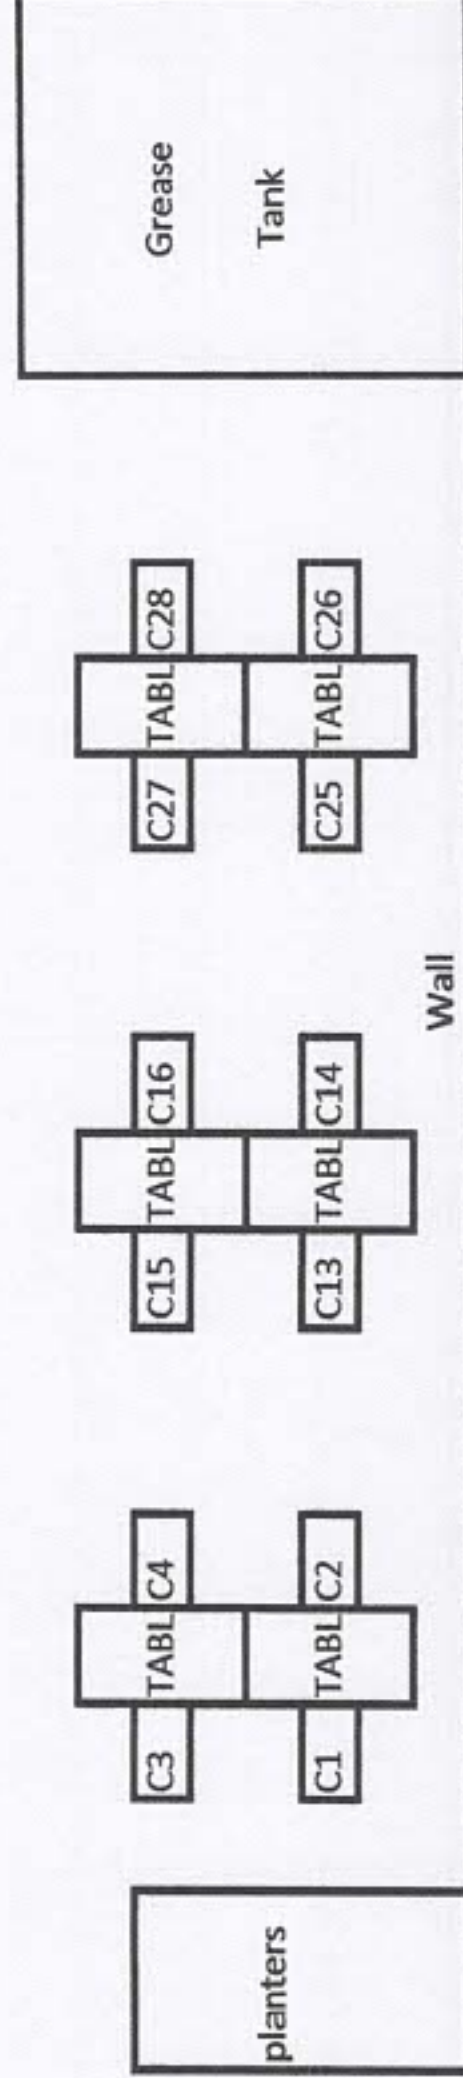 C3 TABL C4 C15 TABL C16 C27 TABL C28
Grease
Tank
planters
C1 TABL C2 C13 TABL C14 C25 TABL C26
Wall